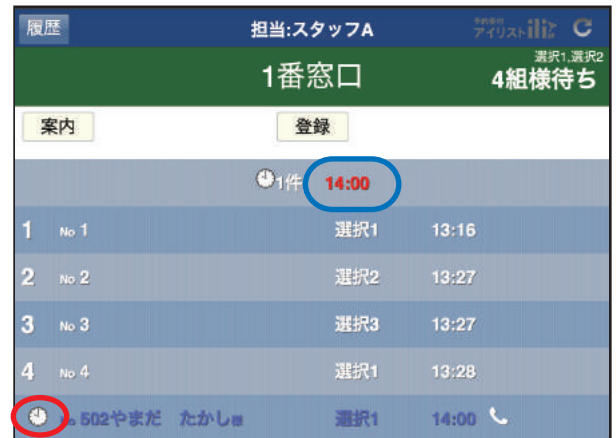 履歴 担当:スタッフA 予約受付 アイリスト iliz
選択1,選択2
1番窓口 4組様待ち
案内 登録
1件 14:00
1 No 1 選択1 13:16
2 No 2 選択2 13:27
3 No 3 選択3 13:27
4 No 4 選択1 13:28
502やまだ たかし様 選択1 14:00